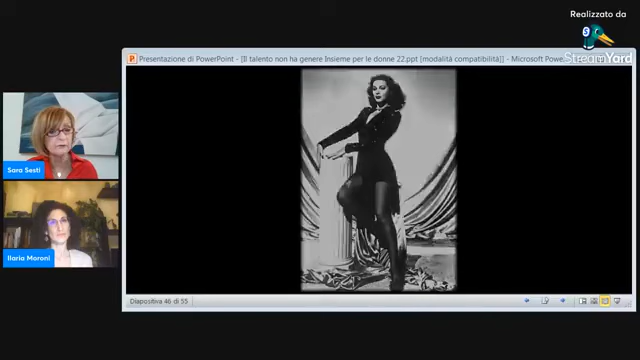 Realizzato da
StreamYard
Presentazione di PowerPoint - [Il talento non ha genere Insieme per le donne 22.ppt [modalità compatibilità]] - Microsoft Powe
Sara Sesti
Ilaria Moroni
Diapositiva 46 di 55